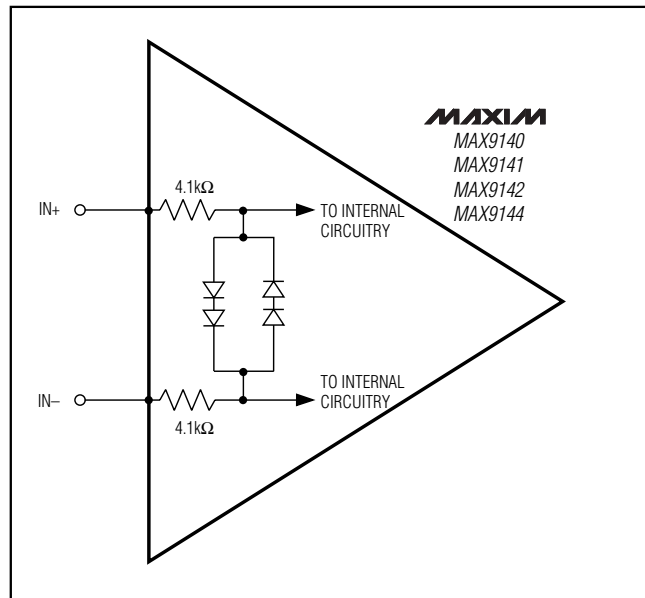 MAXIM
MAX9140
MAX9141
MAX9142
MAX9144
4.1kΩ
IN+
TO INTERNAL
CIRCUITRY
TO INTERNAL
CIRCUITRY
IN–
4.1kΩ